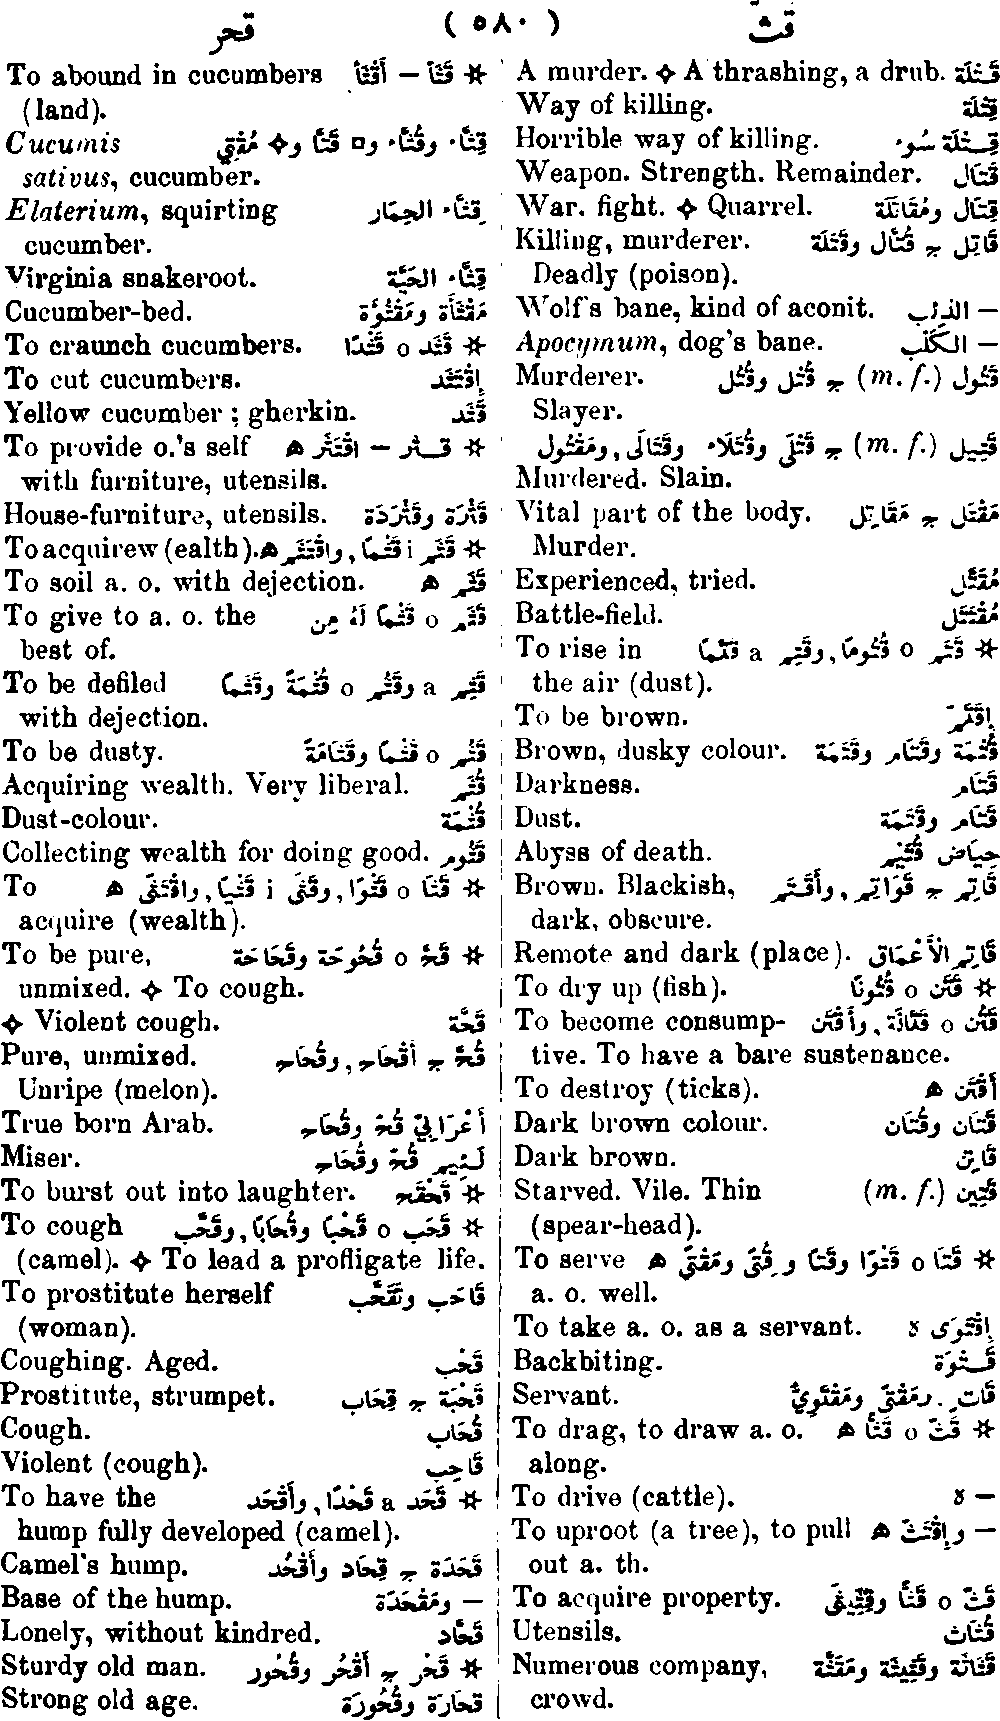 قحر ( ٥٨٠ ) قثّ
A murder. ✧ A thrashing, a drub. قَتْلَة
Way of killing. قِتْلَة
Horrible way of killing. قِتْلَة سُوء
Weapon. Strength. Remainder. قَتَال
War. fight. ✧ Quarrel. قِتَال ومُقَاتَلَة
Killing, murderer. قَاتِل ج قُتَّال وقَتَلَة
Deadly (poison).
Wolf's bane, kind of aconit. — الذِئب
Apocymum, dog's bane. — الكَلْب
Murderer. قَتُول (m. f.) ج قُتْل وقُتُل
Slayer.
قَتِيل (m. f.) ج قَتْلَى وقُتَلَاء وقَتَالَى, ومَقْتُول
Murdered. Slain.
Vital part of the body. مَقْتَل ج مَقَاتِل
Murder.
Experienced, tried. مُقَتَّل
Battle-field. مُقْتَتَل
To rise in ✲ قَتَم o قُتُومًا, وقَتِم a قَتَمًا
the air (dust).
To be brown. إِقْتَمَّ
Brown, dusky colour. قُتْمَة وقَتَام وقَتَمَة
Darkness. قَتَام
Dust. قَتَام وقَتَمَة
Abyss of death. حِيَاض قُتَيْم
Brown. Blackish, قَاتِم ج قَوَاتِم, وأَقْتَم
dark, obscure.
Remote and dark (place). قَاتِم الأَعْمَاق
To dry up (fish). ✲ قَتَن o قُتُونًا
To become consump- قَتُن o قَتَانَة, وأَقْتَن
tive. To have a bare sustenance.
To destroy (ticks). أَقْتَن ه
Dark brown colour. قَتَان وقُتَان
Dark brown. قَاتِن
Starved. Vile. Thin قَتِين (m. f.)
(spear-head).
To serve ✲ قَتَا o قَتْوًا وقَتًا وقِتًى ومَقْتًى ه
a. o. well.
To take a. o. as a servant. إِقْتَوَى ة
Backbiting. قَتْوَة
Servant. قَاتٍ, ومَقْتًى ومَقْتَوِيّ
To drag, to draw a. o. ✲ قَثّ o قَثًّا ه
along.
To drive (cattle). — ة
To uproot (a tree), to pull — وإِقْتَثّ ه
out a. th.
To acquire property. قَثّ o قَثًّا وقِثِّيثَى
Utensils. قُثَاث
Numerous company, قَثَاثَة وقَثِيثَة ومَقَثَّة
crowd.
To abound in cucumbers ✲ قَثَأ — أَقْثَأ
(land).
Cucumis قِثَّاء وقُثَّاء و▫ قَثَّا و✧ مُقْتِي
sativus, cucumber.
Elaterium, squirting قِثَّاء الحِمَار
cucumber.
Virginia snakeroot. قِثَّاء الحَيَّة
Cucumber-bed. مَقْثَأَة ومَقْثُؤَة
To craunch cucumbers. ✲ قَثَد o قَثْدًا
To cut cucumbers. إِقْتَثَد
Yellow cucumber ; gherkin. قَثَد
To provide o.'s self ✲ قثر — اقْتَثَر ه
with furniture, utensils.
House-furniture, utensils. قَثْرَة وقَثْرَدَة
To acquirew (ealth). ✲ قَثَم i قَثْمًا, واقْتَثَم ه
To soil a. o. with dejection. قَثَم ه
To give to a. o. the قَثَم o قَثْمًا لَهُ مِن
best of.
To be defiled قَثِم a وقَثُم o قُثْمَةً وقَثَمًا
with dejection.
To be dusty. قَثُم o قَثْمًا وقَثَامَةً
Acquiring wealth. Very liberal. قُثَم
Dust-colour. قُثْمَة
Collecting wealth for doing good. قَثُوم
To ✲ قَثَا o قَثْوًا, وقَثَى i قَثْيًا, واقْتَثَى ه
acquire (wealth).
To be pure, ✲ قَحّ o قُحُوحَة وقَحَاحَة
unmixed. ✧ To cough.
✧ Violent cough. قَحَّة
Pure, unmixed. قُحّ ج أَقْحَاح, وقُحَاح
Unripe (melon).
True born Arab. أَعْرَابِيّ قُحّ وقُحَاح
Miser. لَئِيم قُحّ وقُحَاح
To burst out into laughter. ✲ قَحْقَح
To cough ✲ قَحَب o قَحْبًا وقُحَابًا, وقَحَّب
(camel). ✧ To lead a profligate life.
To prostitute herself قَاحَب وتَقَحَّب
(woman).
Coughing. Aged. قَحْب
Prostitute, strumpet. قَحْبَة ج قِحَاب
Cough. قُحَاب
Violent (cough). قَاحِب
To have the ✲ قَحَد a قَحْدًا, وأَقْحَد
hump fully developed (camel).
Camel's hump. قَحَدَة ج قِحَاد وأَقْحُد
Base of the hump. — ومَقْحَدَة
Lonely, without kindred. قُحَاد
Sturdy old man. ✲ قَحْر ج أَقْحُر وقُحُور
Strong old age. قَحَارَة وقُحُورَة